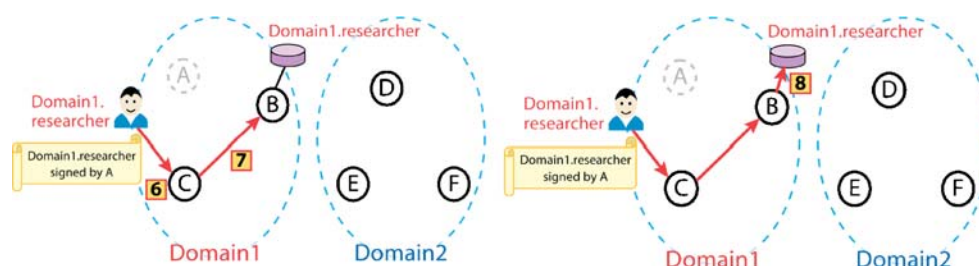 Domain1.researcher
A
D
B
Domain1.
researcher
Domain1.researcher
signed by A
7
6
C
E
F
Domain1
Domain2
Domain1.researcher
A
8
D
B
Domain1.
researcher
Domain1.researcher
signed by A
C
E
F
Domain1
Domain2